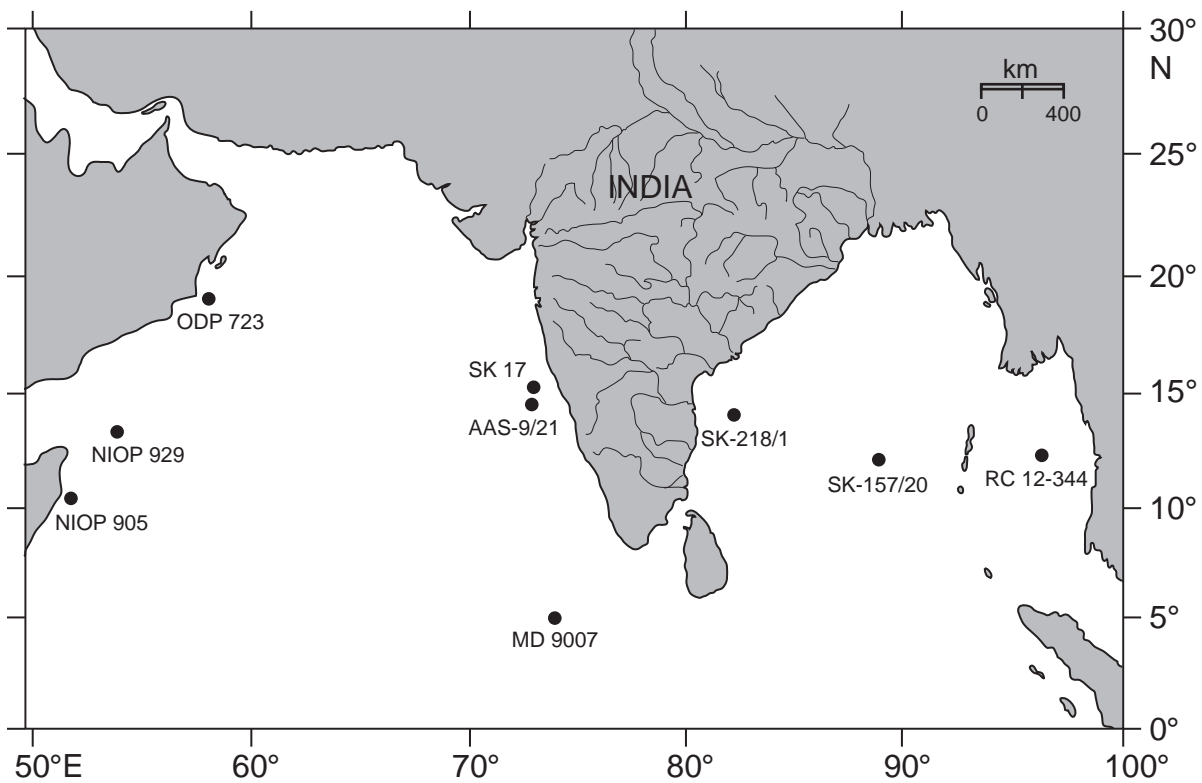 30°
N
km
0 400
25°
INDIA
20°
ODP 723
SK 17
15°
AAS-9/21
SK-218/1
NIOP 929
SK-157/20
RC 12-344
10°
NIOP 905
5°
MD 9007
0°
50°E 60° 70° 80° 90° 100°